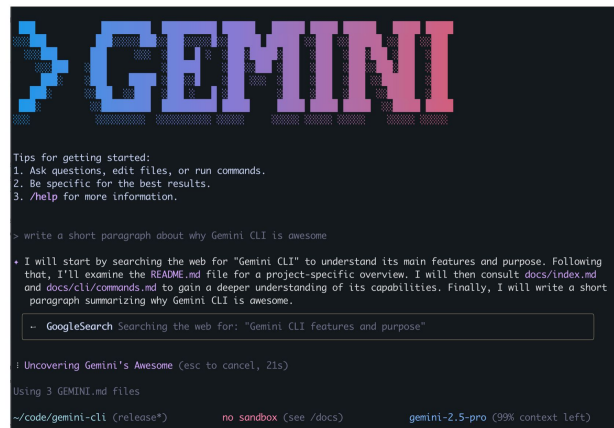 > GEMINI
Tips for getting started:
1. Ask questions, edit files, or run commands.
2. Be specific for the best results.
3. /help for more information.
> write a short paragraph about why Gemini CLI is awesome
✦ I will start by searching the web for "Gemini CLI" to understand its main features and purpose. Following
that, I'll examine the README.md file for a project-specific overview. I will then consult docs/index.md
and docs/cli/commands.md to gain a deeper understanding of its capabilities. Finally, I will write a short
paragraph summarizing why Gemini CLI is awesome.
← GoogleSearch Searching the web for: "Gemini CLI features and purpose"
⠸ Uncovering Gemini's Awesome (esc to cancel, 21s)
Using 3 GEMINI.md files
~/code/gemini-cli (release*) no sandbox (see /docs) gemini-2.5-pro (99% context left)